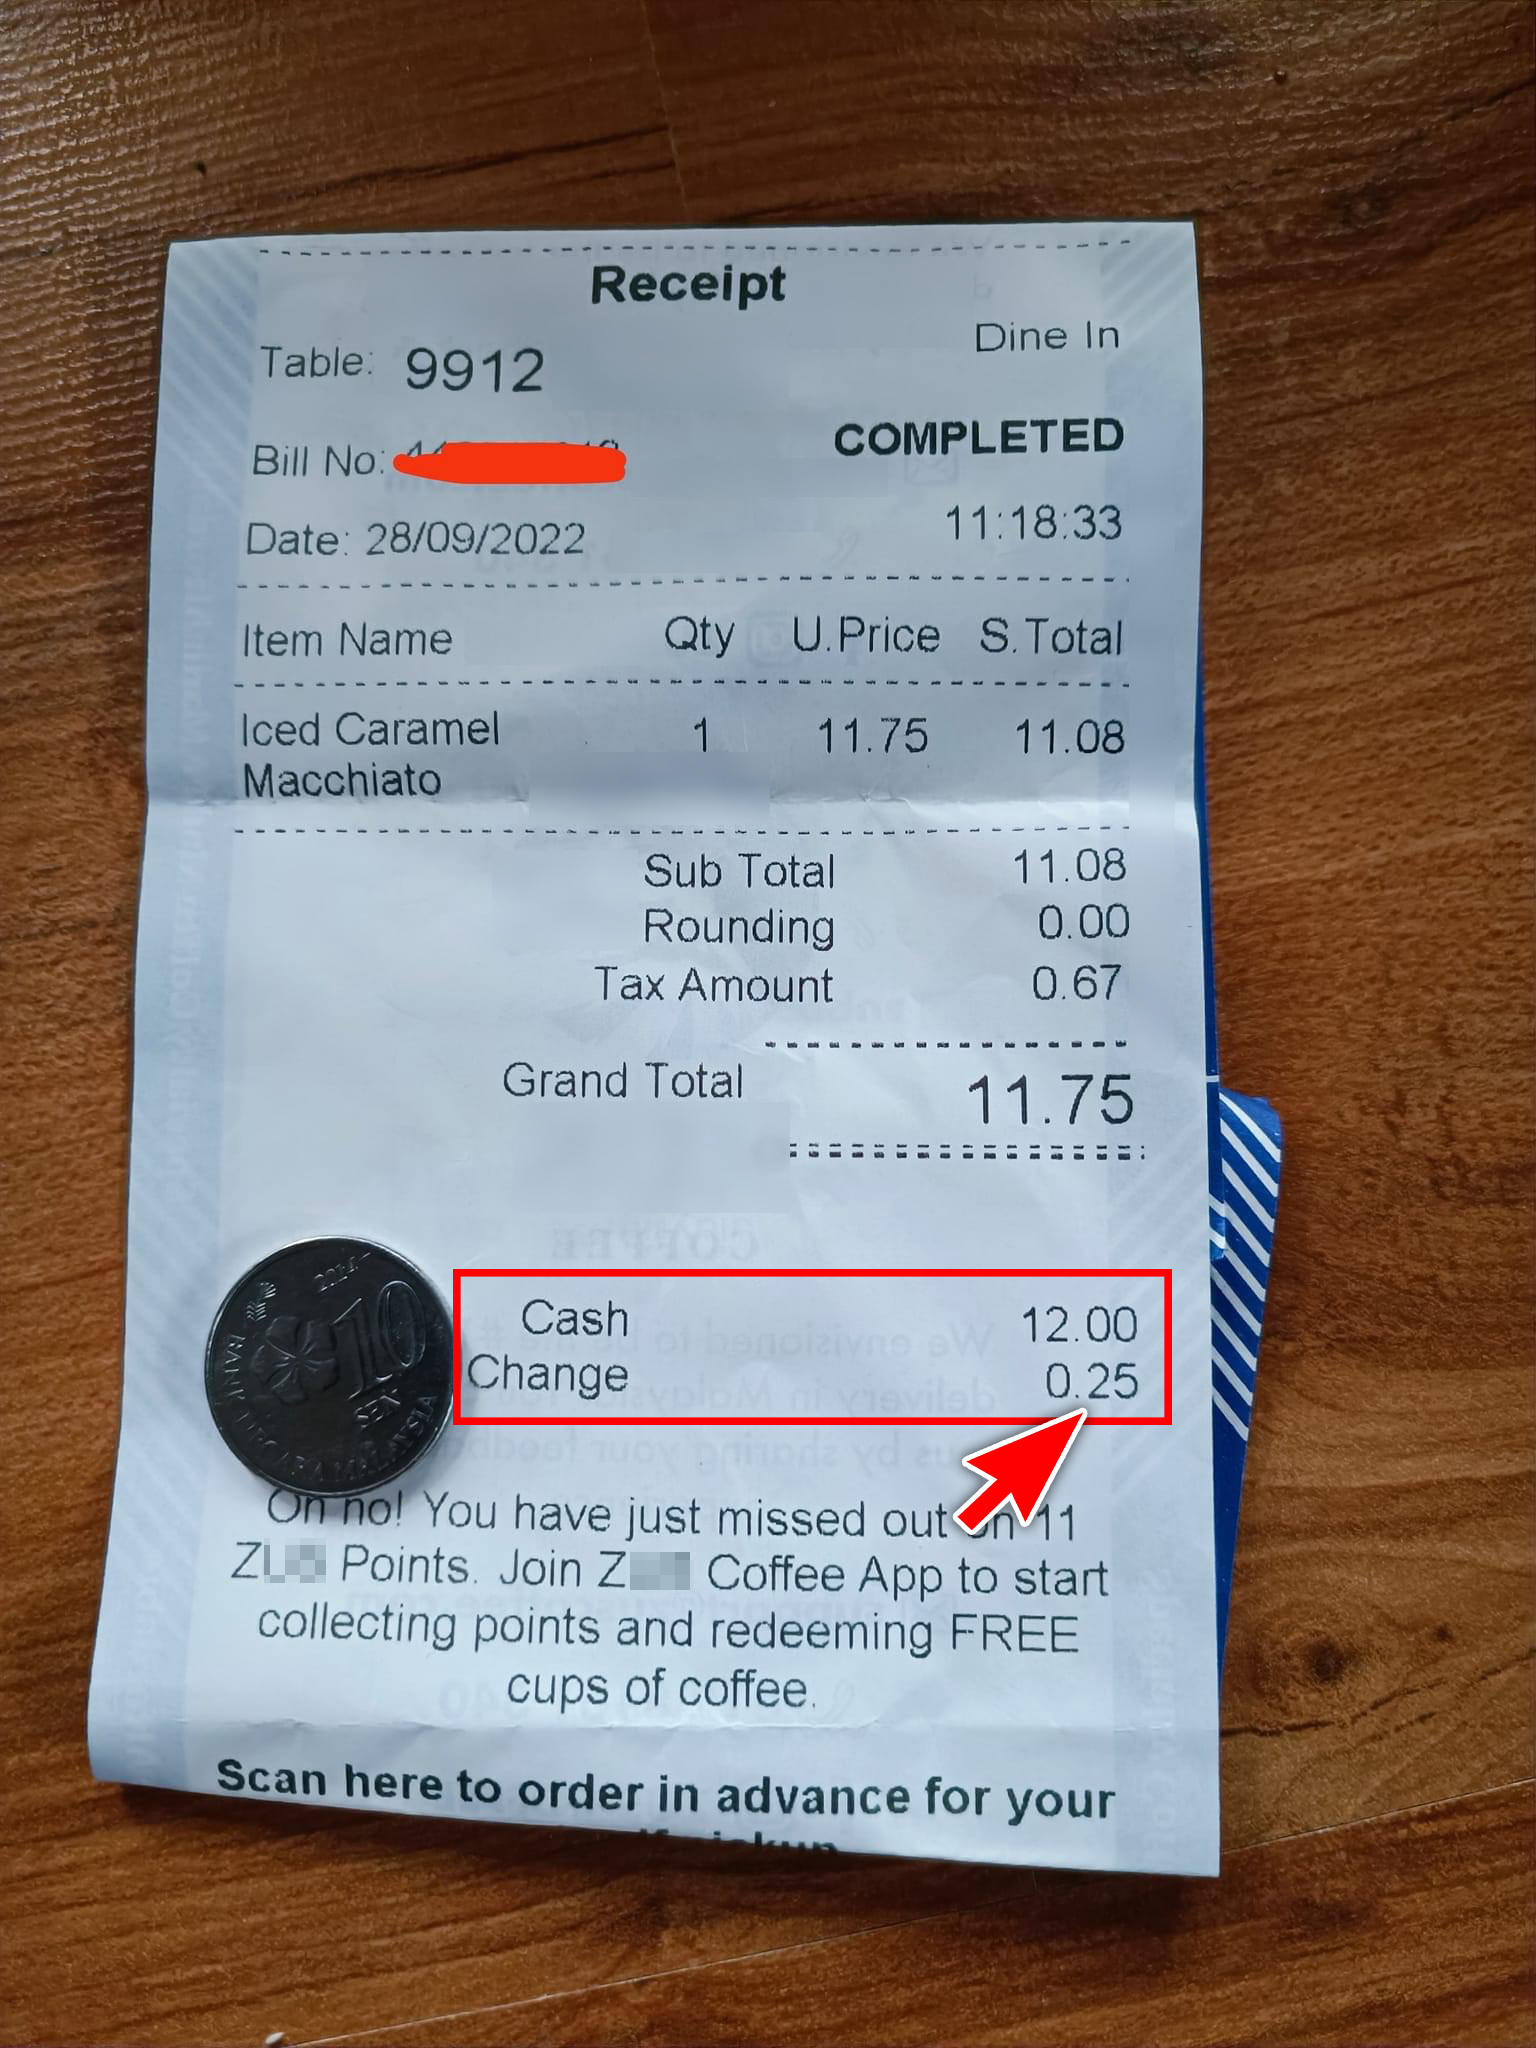 Receipt
Dine In
Table: 9912
COMPLETED
Bill No:
Date: 28/09/2022 11:18:33
Item Name Qty U.Price S.Total
Iced Caramel 1 11.75 11.08
Macchiato
Sub Total 11.08
Rounding 0.00
Tax Amount 0.67
Grand Total 11.75
2014
10
SEN
BANK NEGARA MALAYSIA
Cash 12.00
Change 0.25
Oh no! You have just missed out on 11
Points. Join Coffee App to start
collecting points and redeeming FREE
cups of coffee.
Scan here to order in advance for your